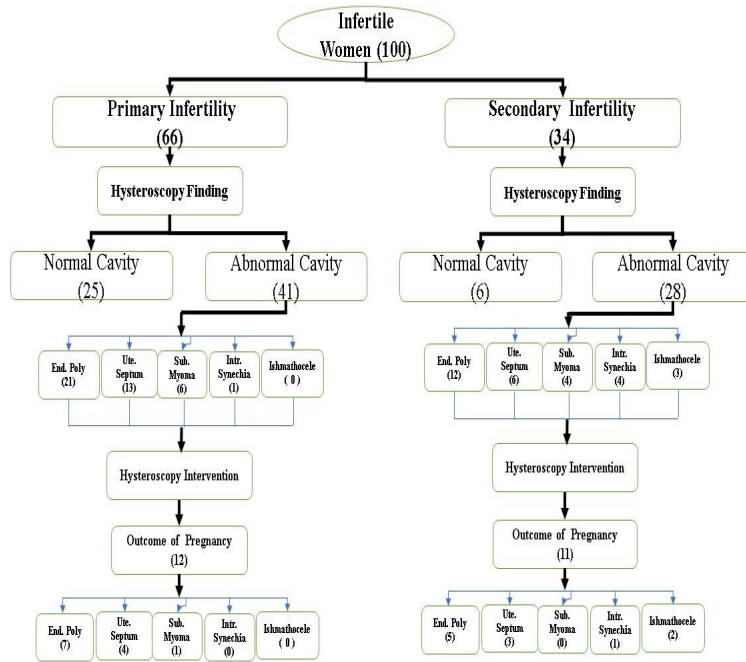 Infertile
Women (100)
Primary Infertility
(66)
Secondary Infertility
(34)
Hysteroscopy Finding
Hysteroscopy Finding
Normal Cavity
(25)
Abnormal Cavity
(41)
Normal Cavity
(6)
Abnormal Cavity
(28)
End. Poly
(21)
Ute.
Septum
(13)
Sub.
Myoma
(6)
Intr.
Synechia
(1)
Ishmathocele
( 0 )
End. Poly
(12)
Ute.
Septum
(6)
Sub.
Myoma
(4)
Intr.
Synechia
(4)
Ishmathocele
(3)
Hysteroscopy Intervention
Hysteroscopy Intervention
Outcome of Pregnancy
(12)
Outcome of Pregnancy
(11)
End. Poly
(7)
Ute.
Septum
(4)
Sub.
Myoma
(1)
Intr.
Synechia
(0)
Ishmathocele
( 0 )
End. Poly
(5)
Ute.
Septum
(3)
Sub.
Myoma
(0)
Intr.
Synechia
(1)
Ishmathocele
(2)